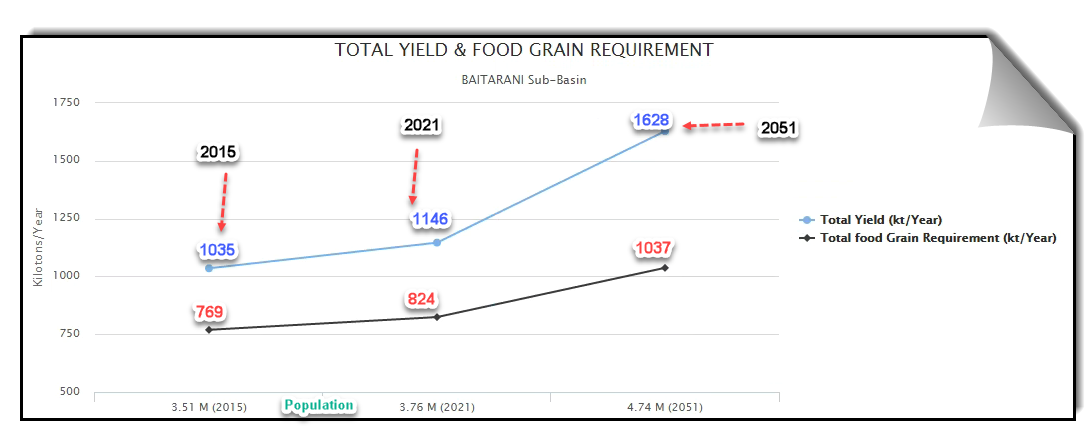 TOTAL YIELD & FOOD GRAIN REQUIREMENT
BAITARANI Sub-Basin
Kilotons/Year
1750
1500
1250
1000
750
500
2015
2021
2051
1035
1146
1628
769
824
1037
Total Yield (kt/Year)
Total food Grain Requirement (kt/Year)
3.51 M (2015)
Population
3.76 M (2021)
4.74 M (2051)